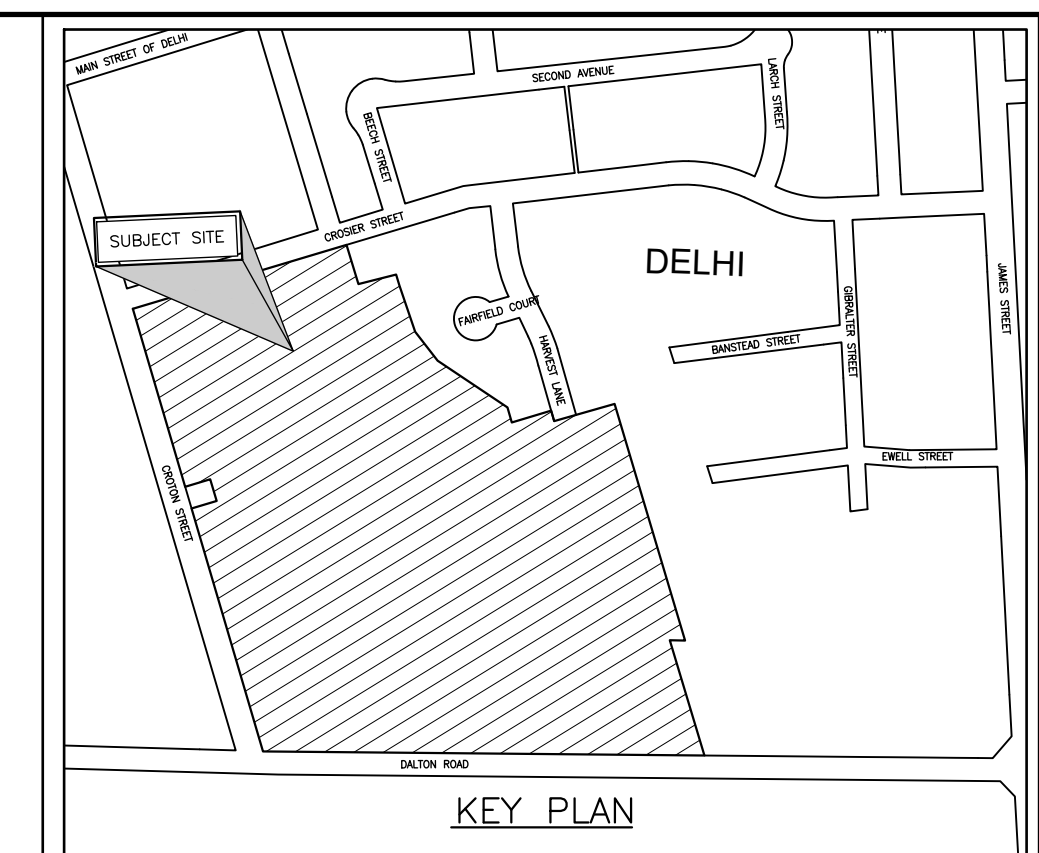 MAIN STREET OF DELHI
SECOND AVENUE
LARCH STREET
BEECH STREET
CROSIER STREET
SUBJECT SITE
DELHI
JAMES STREET
FAIRFIELD COURT
GIBRALTER STREET
BANSTEAD STREET
HARVEST LANE
EWELL STREET
CROTON STREET
DALTON ROAD
KEY PLAN